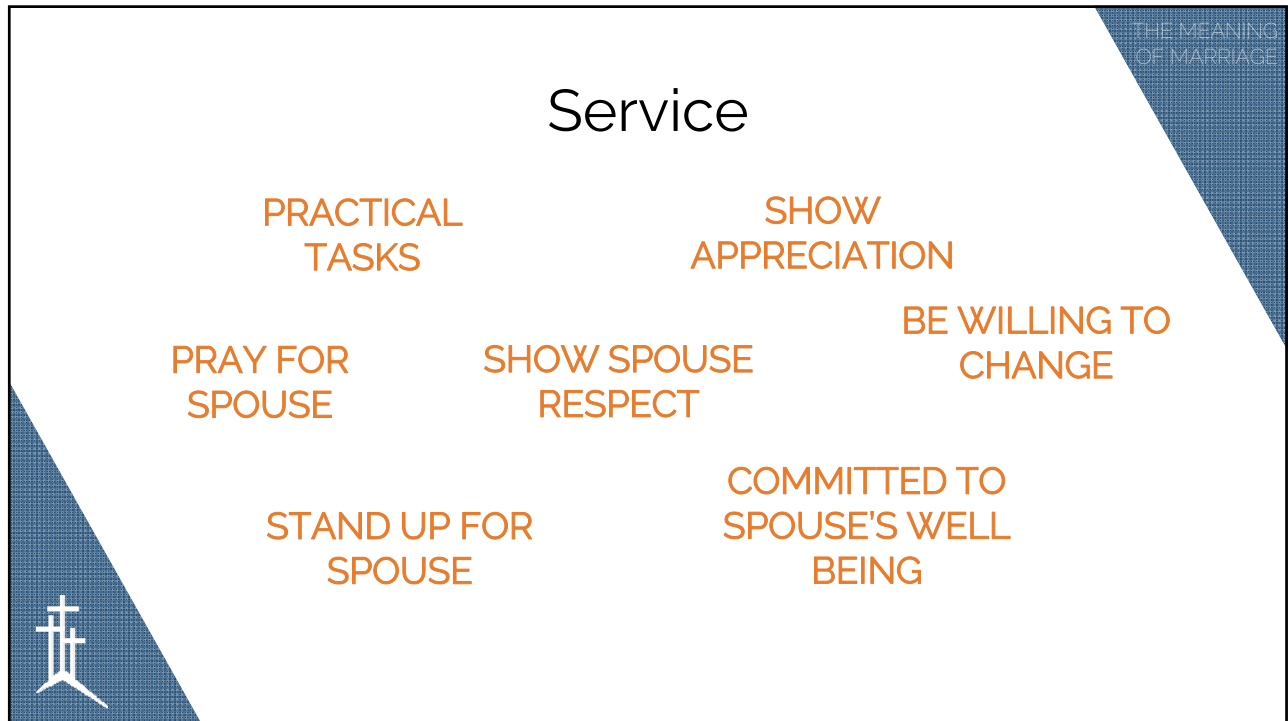 THE MEANING
OF MARRIAGE
Service
PRACTICAL
TASKS
SHOW
APPRECIATION
BE WILLING TO
CHANGE
PRAY FOR
SPOUSE
SHOW SPOUSE
RESPECT
STAND UP FOR
SPOUSE
COMMITTED TO
SPOUSE’S WELL
BEING